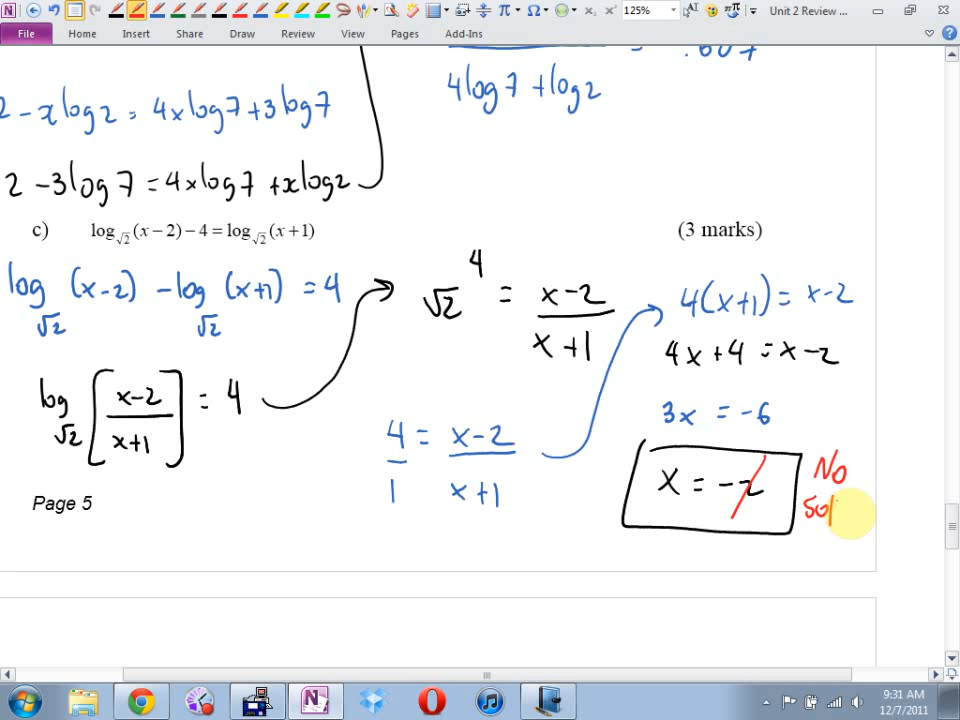 125% Unit 2 Review ...
File Home Insert Share Draw Review View Pages Add-Ins
4log7 + log2
2 - xlog2 = 4xlog7 + 3log7
2 - 3log7 = 4xlog7 + xlog2
c) log√2 (x − 2) − 4 = log√2 (x + 1) (3 marks)
log√2 (x-2) - log√2 (x+1) = 4
√2^4 = (x-2)/(x+1)
4(x+1) = x-2
4x + 4 = x - 2
log√2 [(x-2)/(x+1)] = 4
3x = -6
4/1 = (x-2)/(x+1)
x = -2
No
Sol
Page 5
9:31 AM
12/7/2011